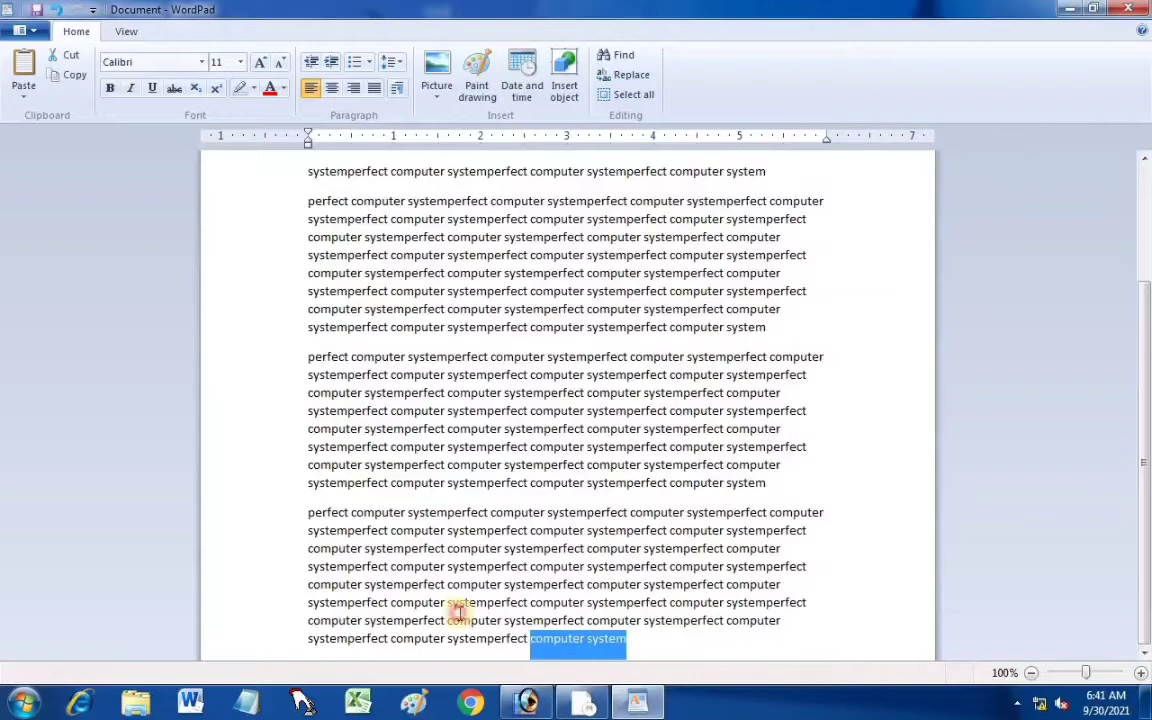 Document - WordPad
Home View
Paste
Cut
Copy
Clipboard
Calibri 11
B I U abc X₂ X² A
Font
Paragraph
Picture
Paint drawing
Date and time
Insert object
Insert
Find
Replace
Select all
Editing
1 1 2 3 4 5 7
systemperfect computer systemperfect computer systemperfect computer system
perfect computer systemperfect computer systemperfect computer systemperfect computer
systemperfect computer systemperfect computer systemperfect computer systemperfect
computer systemperfect computer systemperfect computer systemperfect computer
systemperfect computer systemperfect computer systemperfect computer systemperfect
computer systemperfect computer systemperfect computer systemperfect computer
systemperfect computer systemperfect computer systemperfect computer systemperfect
computer systemperfect computer systemperfect computer systemperfect computer
systemperfect computer systemperfect computer systemperfect computer system
perfect computer systemperfect computer systemperfect computer systemperfect computer
systemperfect computer systemperfect computer systemperfect computer systemperfect
computer systemperfect computer systemperfect computer systemperfect computer
systemperfect computer systemperfect computer systemperfect computer systemperfect
computer systemperfect computer systemperfect computer systemperfect computer
systemperfect computer systemperfect computer systemperfect computer systemperfect
computer systemperfect computer systemperfect computer systemperfect computer
systemperfect computer systemperfect computer systemperfect computer system
perfect computer systemperfect computer systemperfect computer systemperfect computer
systemperfect computer systemperfect computer systemperfect computer systemperfect
computer systemperfect computer systemperfect computer systemperfect computer
systemperfect computer systemperfect computer systemperfect computer systemperfect
computer systemperfect computer systemperfect computer systemperfect computer
systemperfect computer systemperfect computer systemperfect computer systemperfect
computer systemperfect computer systemperfect computer systemperfect computer
systemperfect computer systemperfect computer system
100%
6:41 AM
9/30/2021